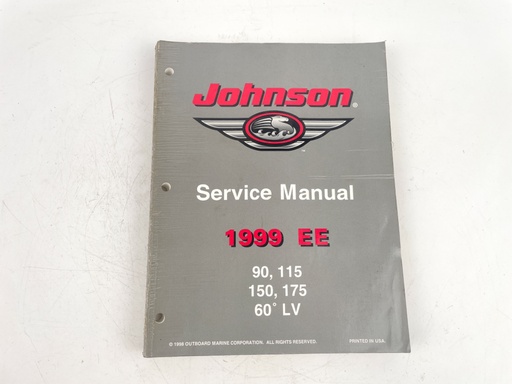 Johnson®
Service Manual
1999 EE
90, 115
150, 175
60° LV
© 1998 OUTBOARD MARINE CORPORATION. ALL RIGHTS RESERVED. PRINTED IN USA.